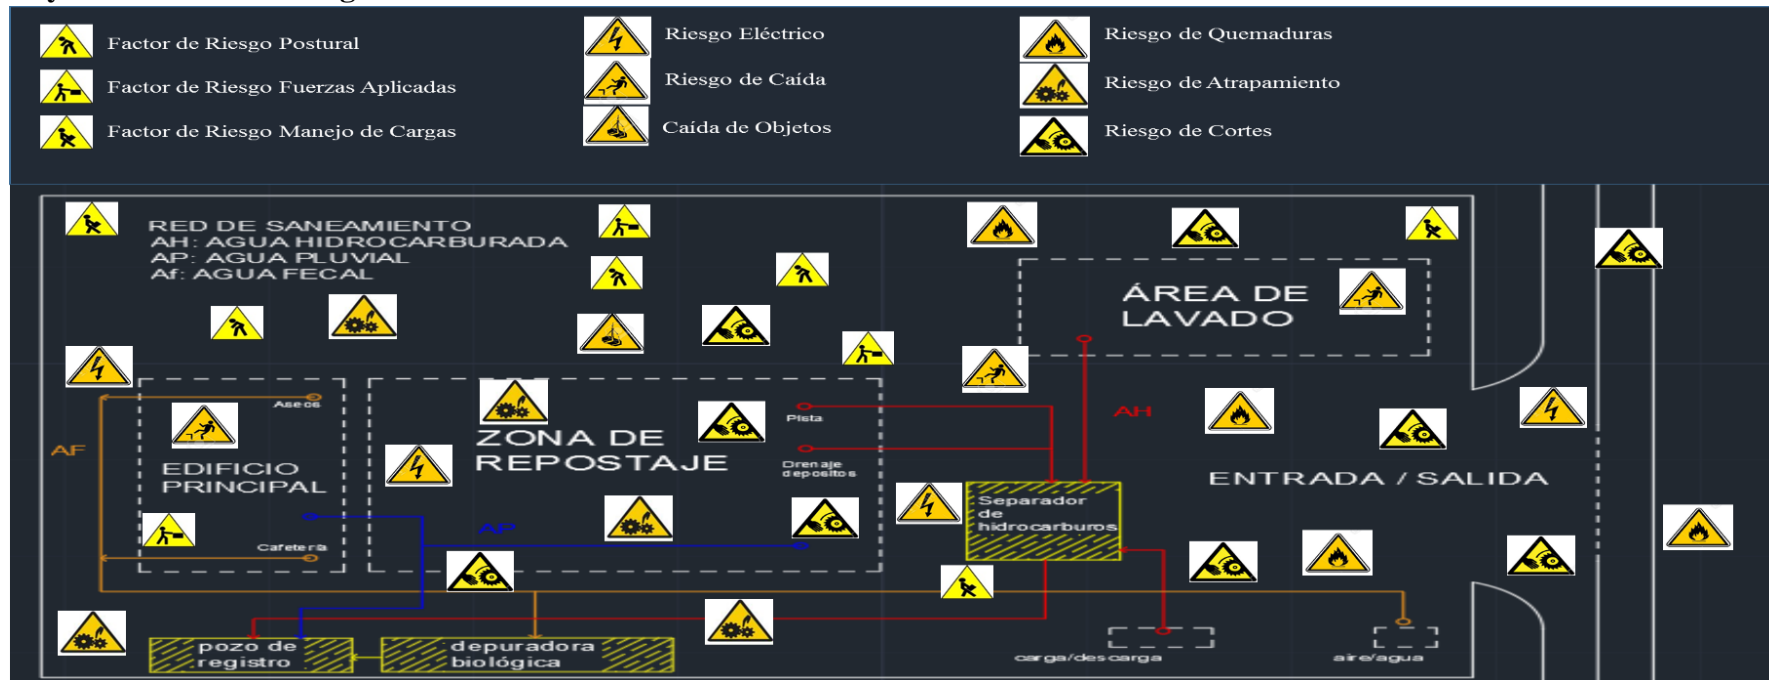 Factor de Riesgo Postural
Factor de Riesgo Fuerzas Aplicadas
Factor de Riesgo Manejo de Cargas
Riesgo Eléctrico
Riesgo de Caída
Caída de Objetos
Riesgo de Quemaduras
Riesgo de Atrapamiento
Riesgo de Cortes
RED DE SANEAMIENTO
AH: AGUA HIDROCARBURADA
AP: AGUA PLUVIAL
Af: AGUA FECAL
ÁREA DE
LAVADO
Aseos
AF
EDIFICIO
PRINCIPAL
Cafetería
ZONA DE
REPOSTAJE
Pista
Drenaje
depositos
AP
AH
Separador
de
hidrocarburos
ENTRADA / SALIDA
pozo de
registro
depuradora
biológica
carga/descarga
aire/agua